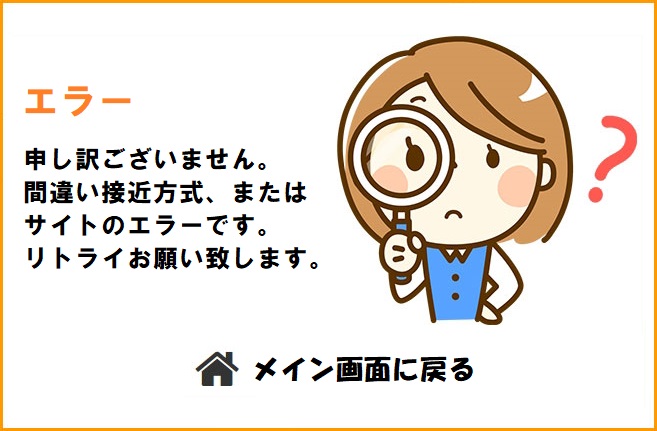 エラー
申し訳ございません。
間違い接近方式、または
サイトのエラーです。
リトライお願い致します。
?
メイン画面に戻る